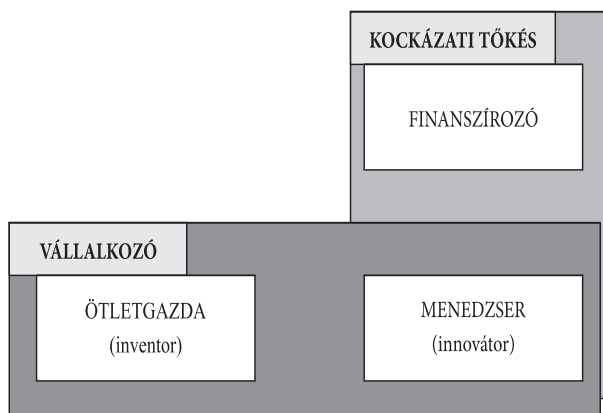 KOCKÁZATI TŐKÉS
FINANSZÍROZÓ
VÁLLALKOZÓ
ÖTLETGAZDA
(inventor)
MENEDZSER
(innovátor)